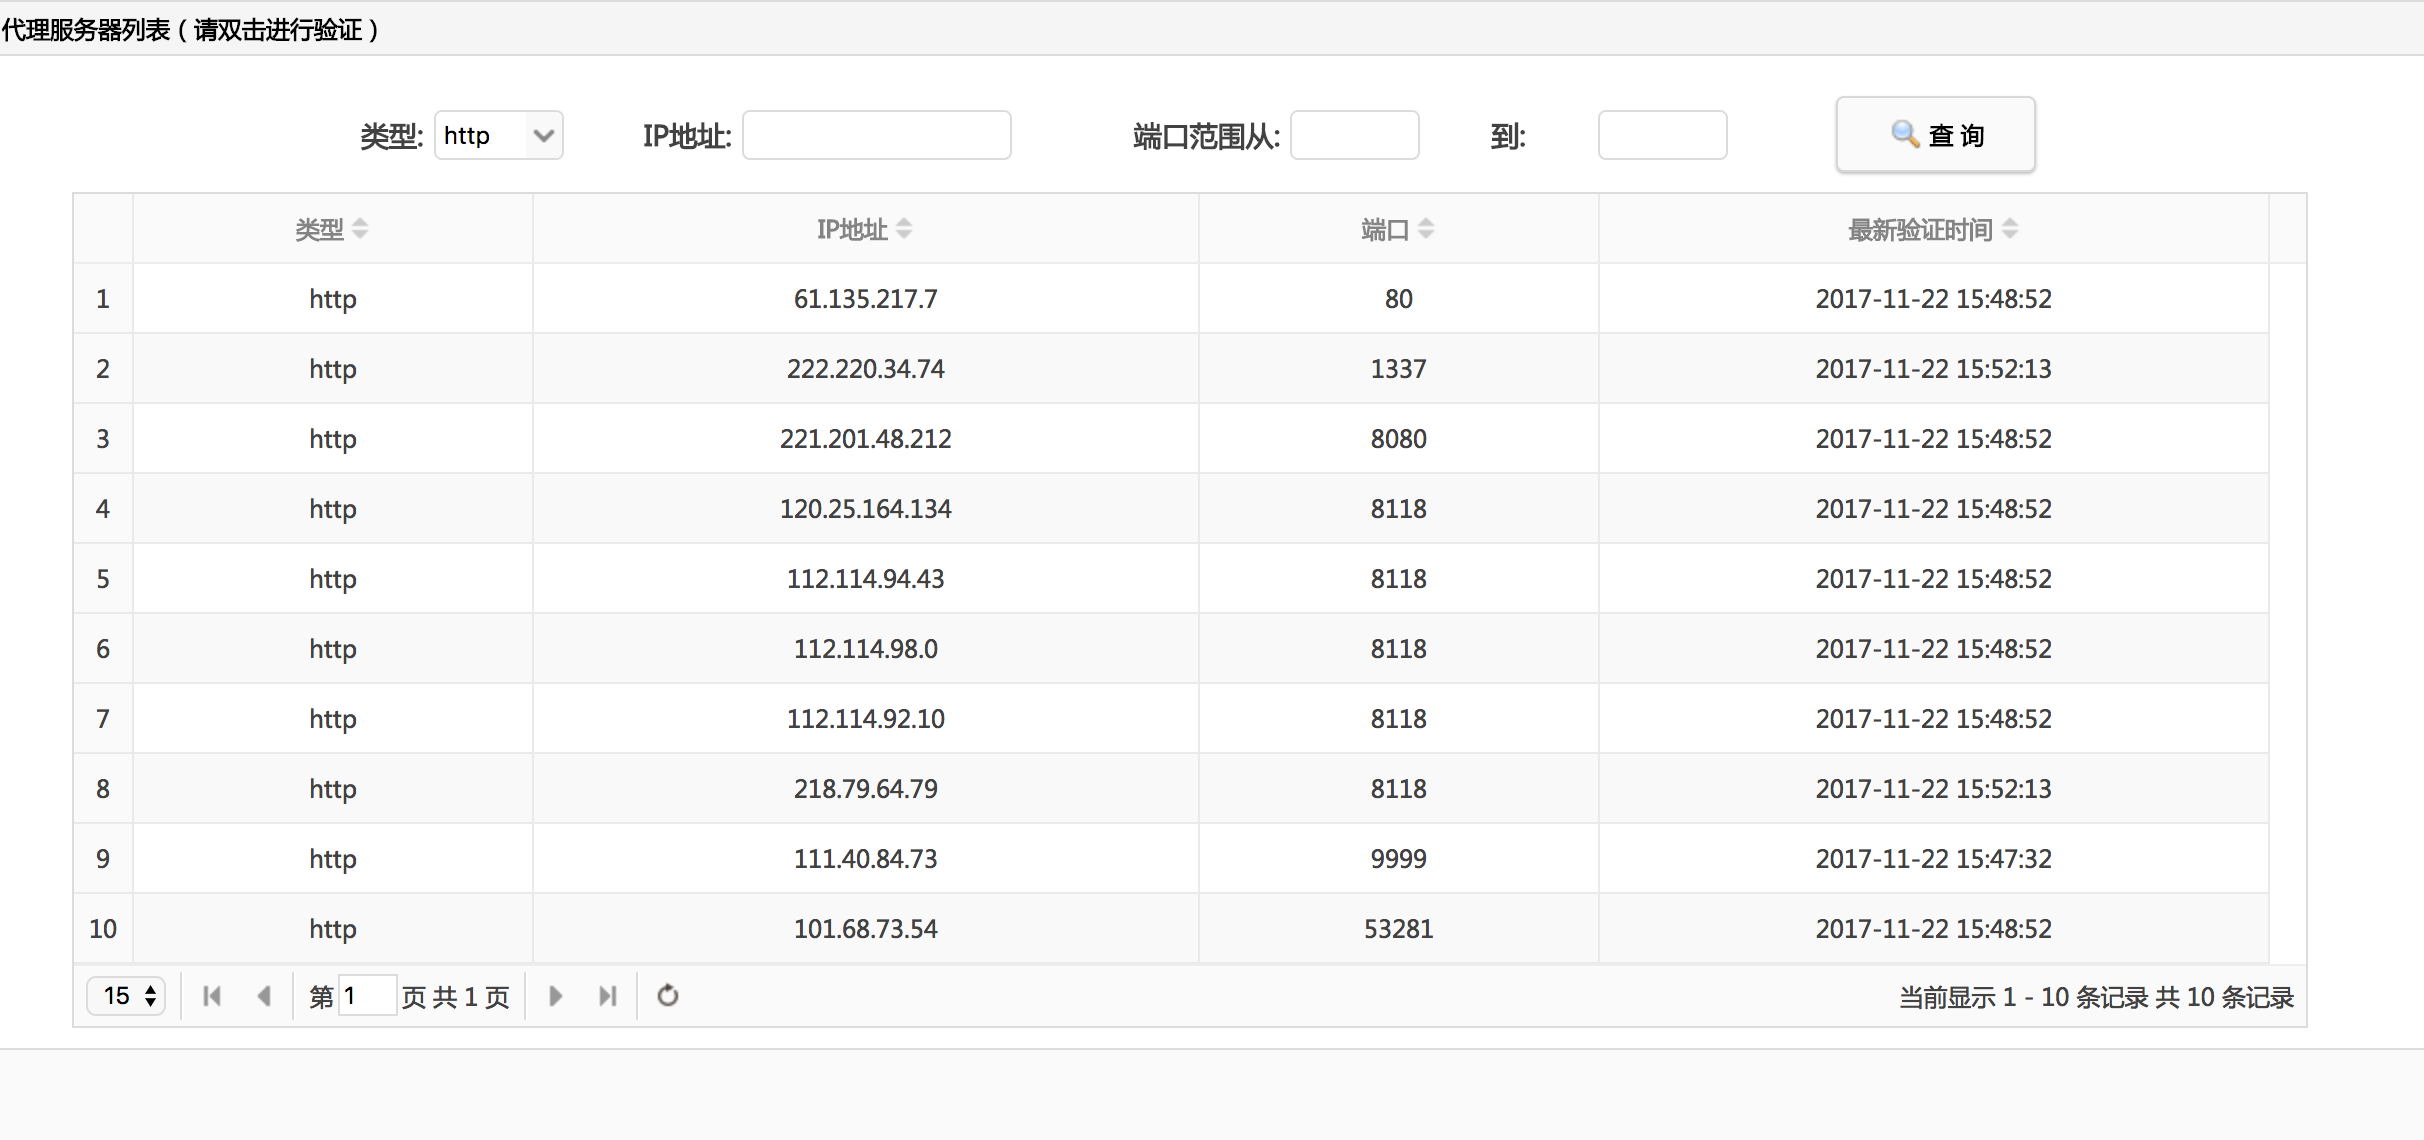 代理服务器列表（请双击进行验证）
类型: http IP地址: 端口范围从: 到: 查 询
类型 IP地址 端口 最新验证时间
1 http 61.135.217.7 80 2017-11-22 15:48:52
2 http 222.220.34.74 1337 2017-11-22 15:52:13
3 http 221.201.48.212 8080 2017-11-22 15:48:52
4 http 120.25.164.134 8118 2017-11-22 15:48:52
5 http 112.114.94.43 8118 2017-11-22 15:48:52
6 http 112.114.98.0 8118 2017-11-22 15:48:52
7 http 112.114.92.10 8118 2017-11-22 15:48:52
8 http 218.79.64.79 8118 2017-11-22 15:52:13
9 http 111.40.84.73 9999 2017-11-22 15:47:32
10 http 101.68.73.54 53281 2017-11-22 15:48:52
15 第 1 页 共 1 页 当前显示 1 - 10 条记录 共 10 条记录